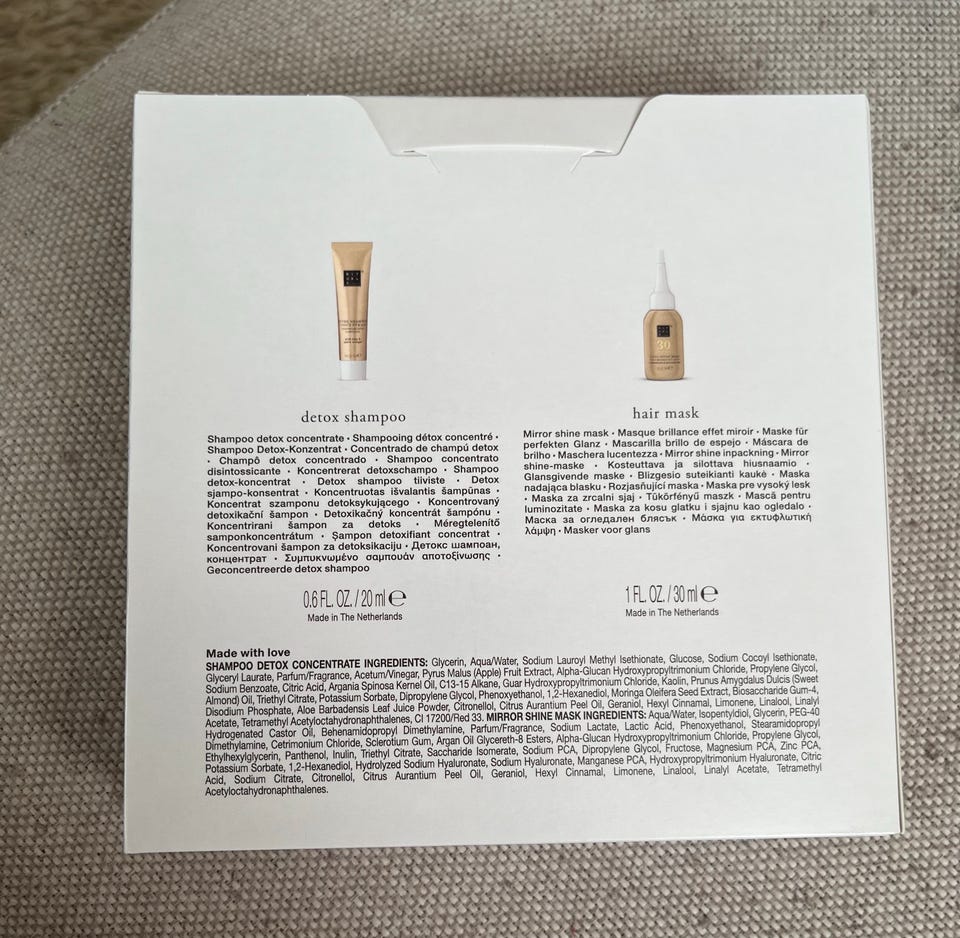 30
detox shampoo
Shampoo detox concentrate • Shampooing détox concentré •
Shampoo Detox-Konzentrat • Concentrado de champú detox
• Champô detox concentrado • Shampoo concentrato
disintossicante • Koncentrerat detoxschampo • Shampoo
detox-koncentrat • Detox shampoo tiiviste • Detox
sjampo-konsentrat • Koncentruotas išvalantis šampūnas •
Koncentrat szamponu detoksykującego • Koncentrovaný
detoxikační šampon • Detoxikačný koncentrát šampónu •
Koncentrirani šampon za detoks • Méregtelenítő
samponkoncentrátum • Şampon detoxifiant concentrat •
Koncentrovani šampon za detoksikaciju • Детокс шампоан,
концентрат • Συμπυκνωμένο σαμπουάν αποτοξίνωσης •
Geconcentreerde detox shampoo
0.6 FL. OZ. / 20 ml ℮
Made in The Netherlands
hair mask
Mirror shine mask • Masque brillance effet miroir • Maske für
perfekten Glanz • Mascarilla brillo de espejo • Máscara de
brilho • Maschera lucentezza • Mirror shine inpackning • Mirror
shine-maske • Kosteuttava ja silottava hiusnaamio •
Glansgivende maske • Blizgesio suteikianti kaukė • Maska
nadająca blasku • Rozjasňující maska • Maska pre vysoký lesk
• Maska za zrcalni sjaj • Tükörfényű maszk • Mască pentru
luminozitate • Maska za kosu glatku i sjajnu kao ogledalo •
Маска за огледален блясък • Μάσκα για εκτυφλωτική
λάμψη • Masker voor glans
1 FL. OZ. / 30 ml ℮
Made in The Netherlands
Made with love
SHAMPOO DETOX CONCENTRATE INGREDIENTS: Glycerin, Aqua/Water, Sodium Lauroyl Methyl Isethionate, Glucose, Sodium Cocoyl Isethionate,
Glyceryl Laurate, Parfum/Fragrance, Acetum/Vinegar, Pyrus Malus (Apple) Fruit Extract, Alpha-Glucan Hydroxypropyltrimonium Chloride, Propylene Glycol,
Sodium Benzoate, Citric Acid, Argania Spinosa Kernel Oil, C13-15 Alkane, Guar Hydroxypropyltrimonium Chloride, Kaolin, Prunus Amygdalus Dulcis (Sweet
Almond) Oil, Triethyl Citrate, Potassium Sorbate, Dipropylene Glycol, Phenoxyethanol, 1,2-Hexanediol, Moringa Oleifera Seed Extract, Biosaccharide Gum-4,
Disodium Phosphate, Aloe Barbadensis Leaf Juice Powder, Citronellol, Citrus Aurantium Peel Oil, Geraniol, Hexyl Cinnamal, Limonene, Linalool, Linalyl
Acetate, Tetramethyl Acetyloctahydronaphthalenes, CI 17200/Red 33. MIRROR SHINE MASK INGREDIENTS: Aqua/Water, Isopentyldiol, Glycerin, PEG-40
Hydrogenated Castor Oil, Behenamidopropyl Dimethylamine, Parfum/Fragrance, Sodium Lactate, Lactic Acid, Phenoxyethanol, Stearamidopropyl
Dimethylamine, Cetrimonium Chloride, Sclerotium Gum, Argan Oil Glycereth-8 Esters, Alpha-Glucan Hydroxypropyltrimonium Chloride, Propylene Glycol,
Ethylhexylglycerin, Panthenol, Inulin, Triethyl Citrate, Saccharide Isomerate, Sodium PCA, Dipropylene Glycol, Fructose, Magnesium PCA, Zinc PCA,
Potassium Sorbate, 1,2-Hexanediol, Hydrolyzed Sodium Hyaluronate, Sodium Hyaluronate, Manganese PCA, Hydroxypropyltrimonium Hyaluronate, Citric
Acid, Sodium Citrate, Citronellol, Citrus Aurantium Peel Oil, Geraniol, Hexyl Cinnamal, Limonene, Linalool, Linalyl Acetate, Tetramethyl
Acetyloctahydronaphthalenes.